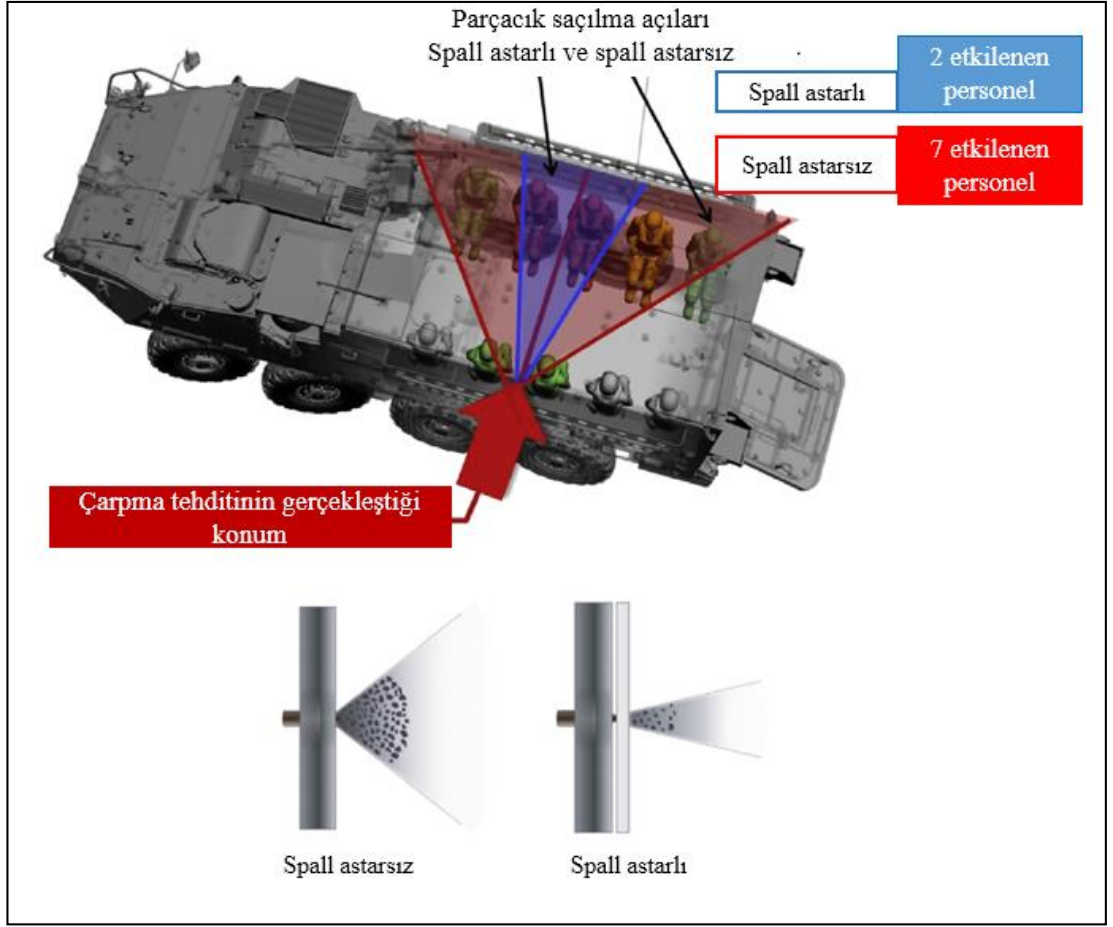 Parçacık saçılma açıları
Spall astarlı ve spall astarsız
Spall astarlı
2 etkilenen
personel
Spall astarsız
7 etkilenen
personel
Çarpma tehditinin gerçekleştiği
konum
Spall astarsız
Spall astarlı